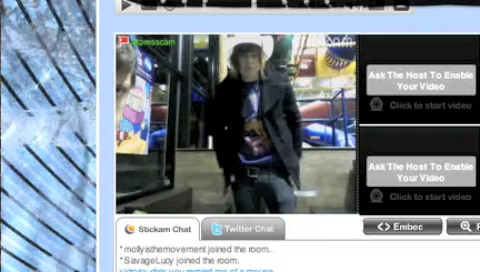 .com
Ask The Host To Enable
Your Video
Click to start video
Ask The Host To Enable
Your Video
Click to start video
Stickam Chat
Twitter Chat
Embed
* mollyisthemovement joined the room.
* SavageLucy joined the room.